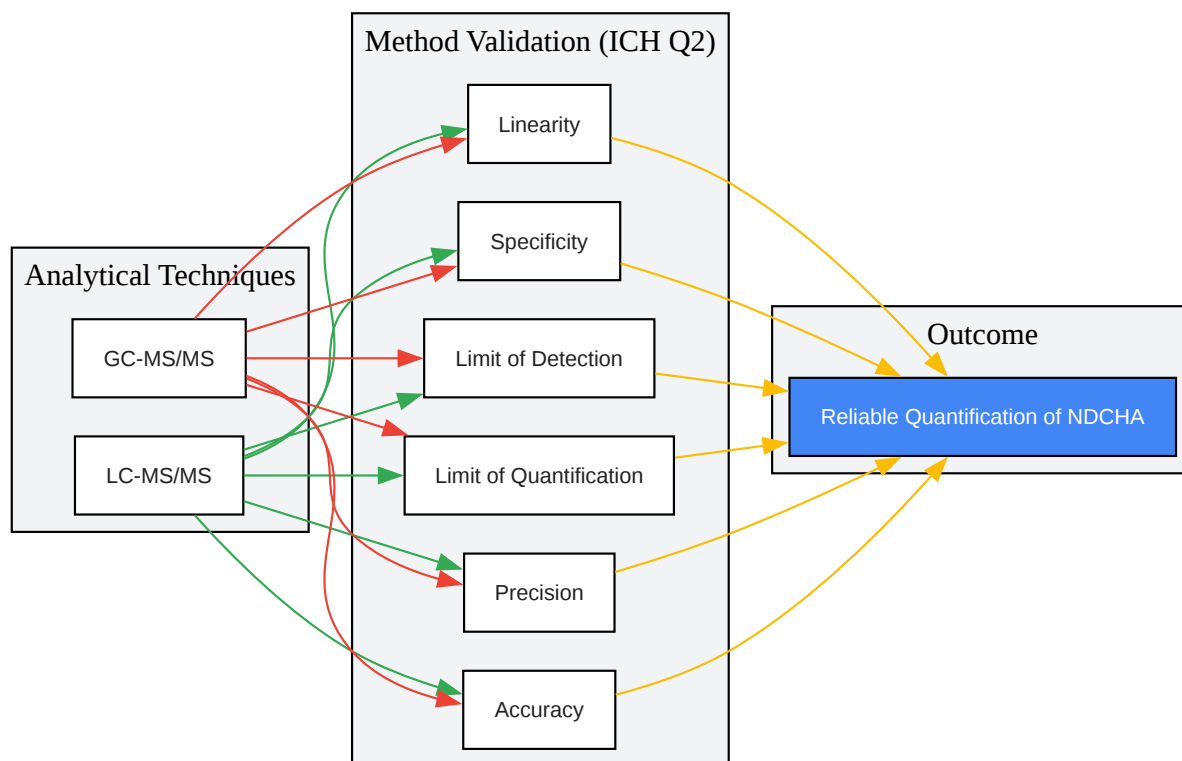 Method Validation (ICH Q2)
Linearity
Specificity
Analytical Techniques
GC-MS/MS
LC-MS/MS
Limit of Detection
Limit of Quantification
Precision
Accuracy
Outcome
Reliable Quantification of NDCHA